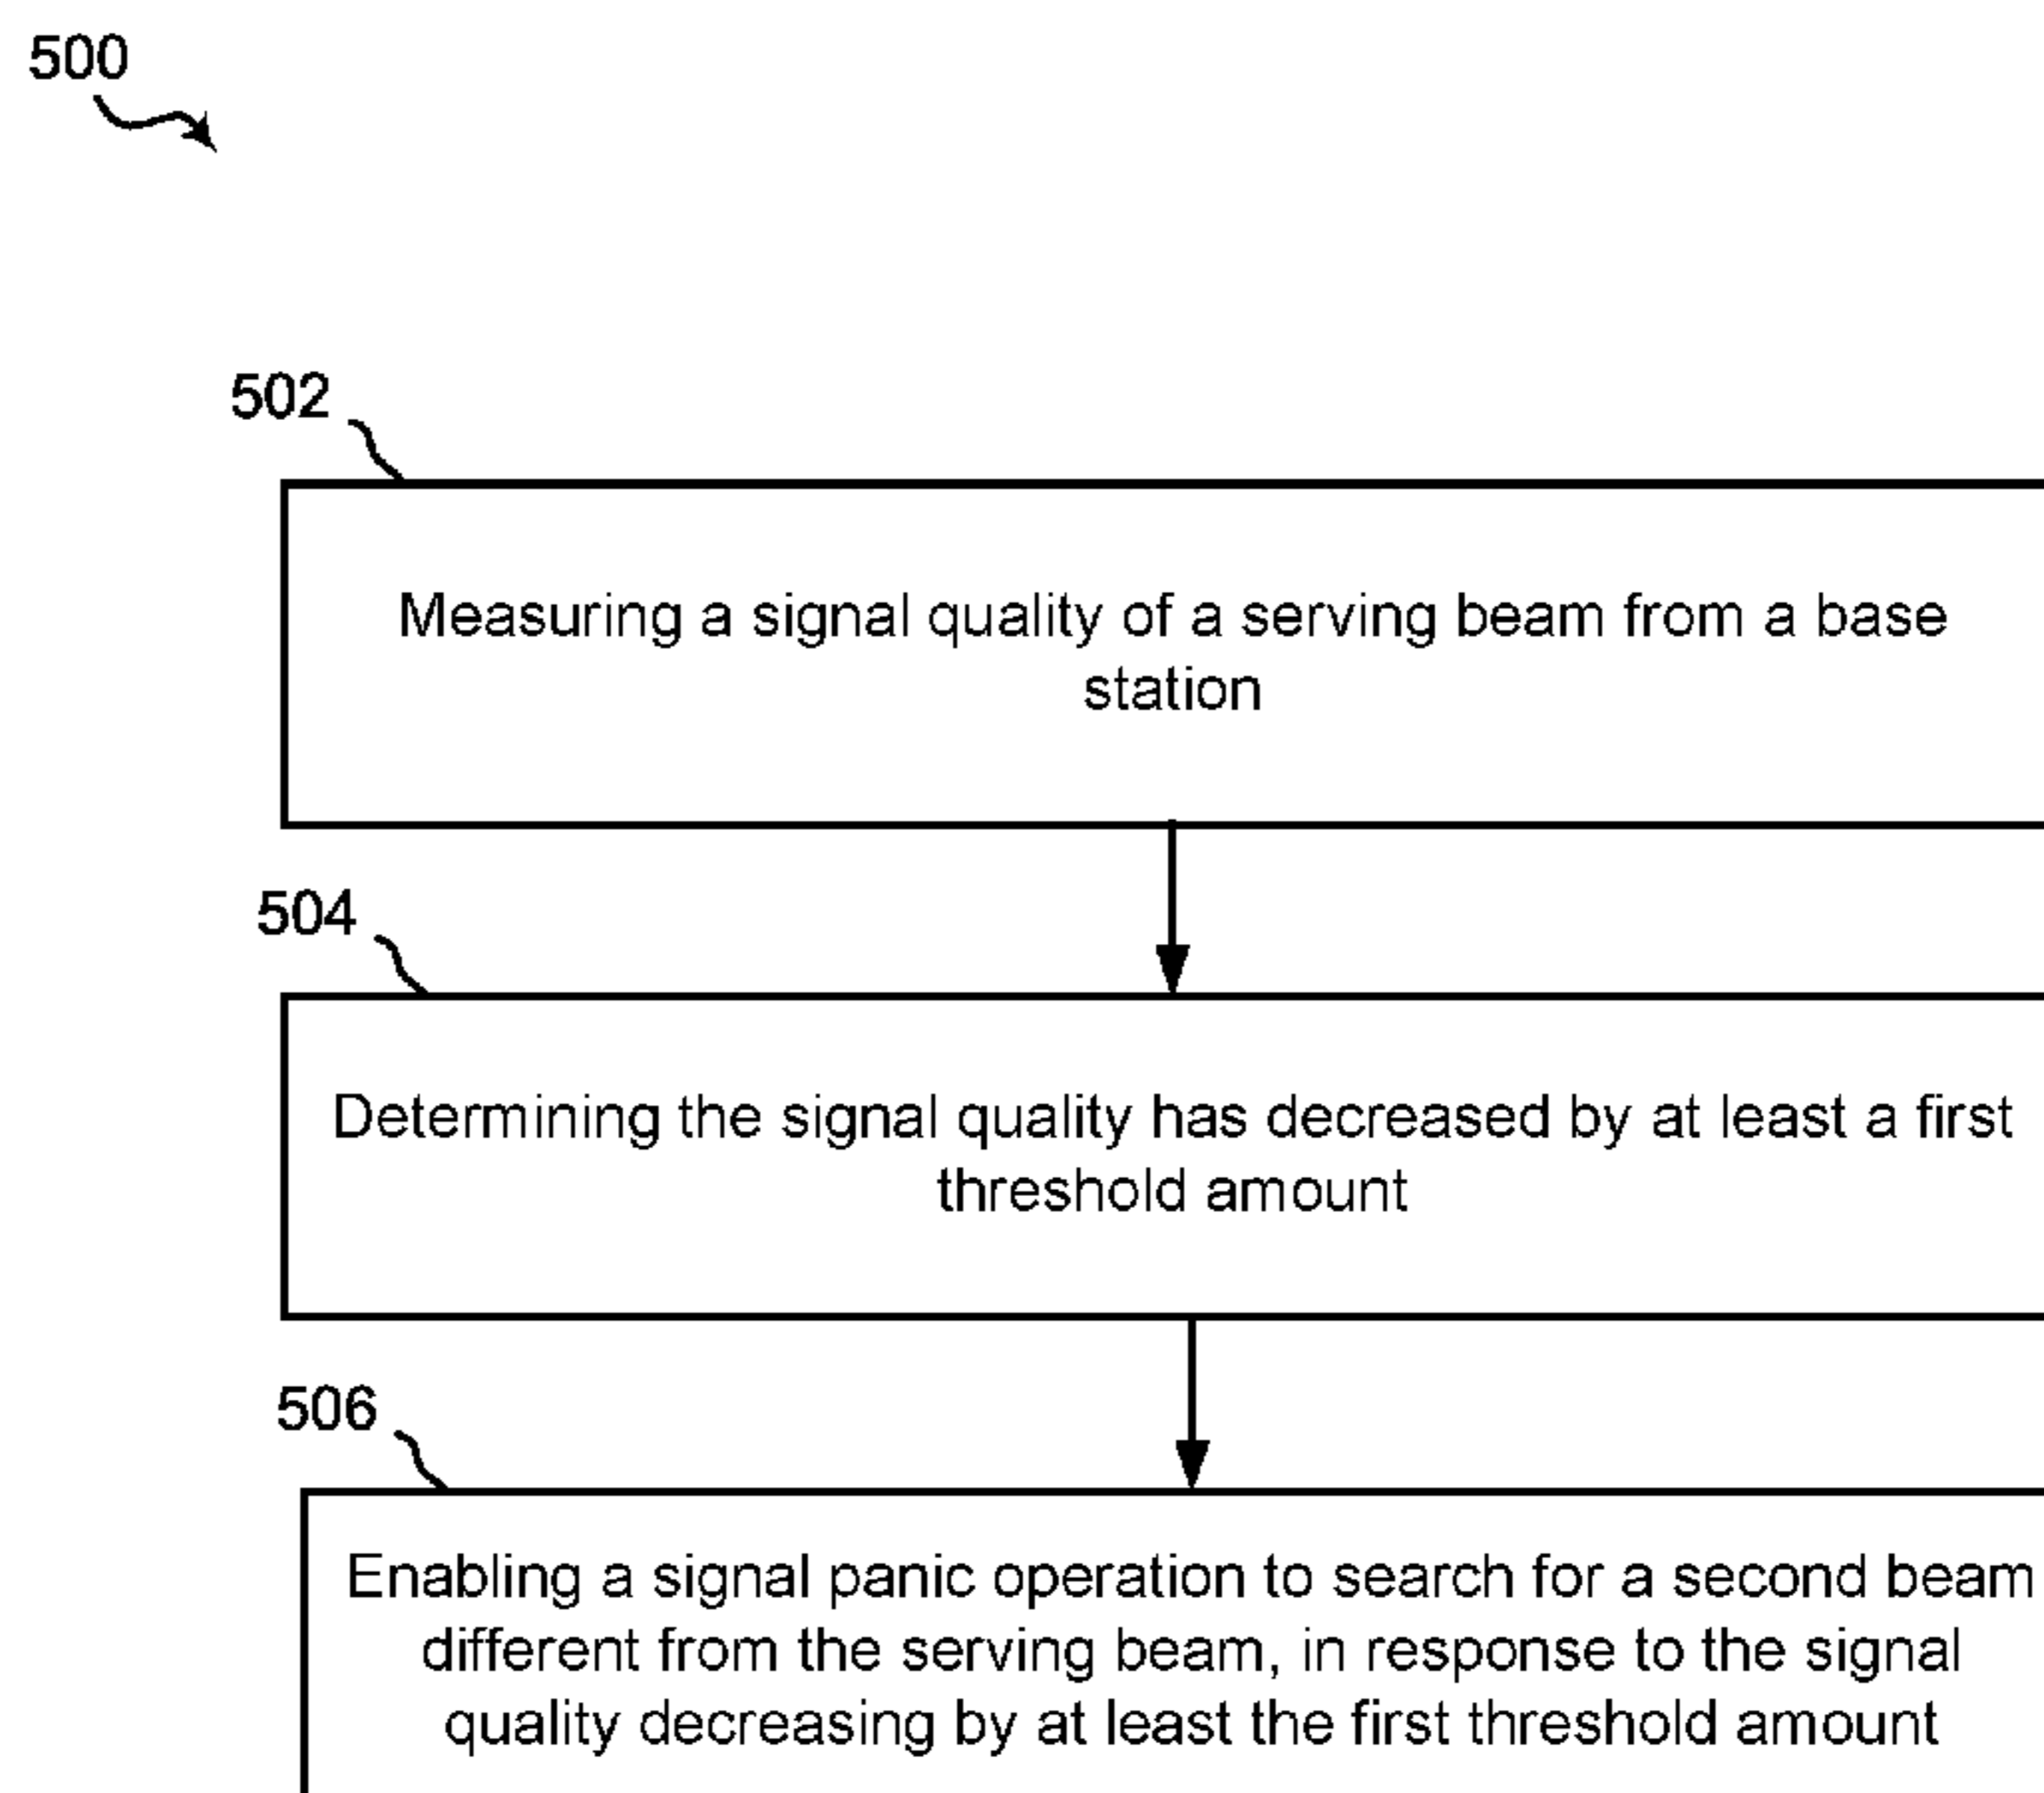 500
502
Measuring a signal quality of a serving beam from a base
station
504
Determining the signal quality has decreased by at least a first
threshold amount
506
Enabling a signal panic operation to search for a second beam
different from the serving beam, in response to the signal
quality decreasing by at least the first threshold amount